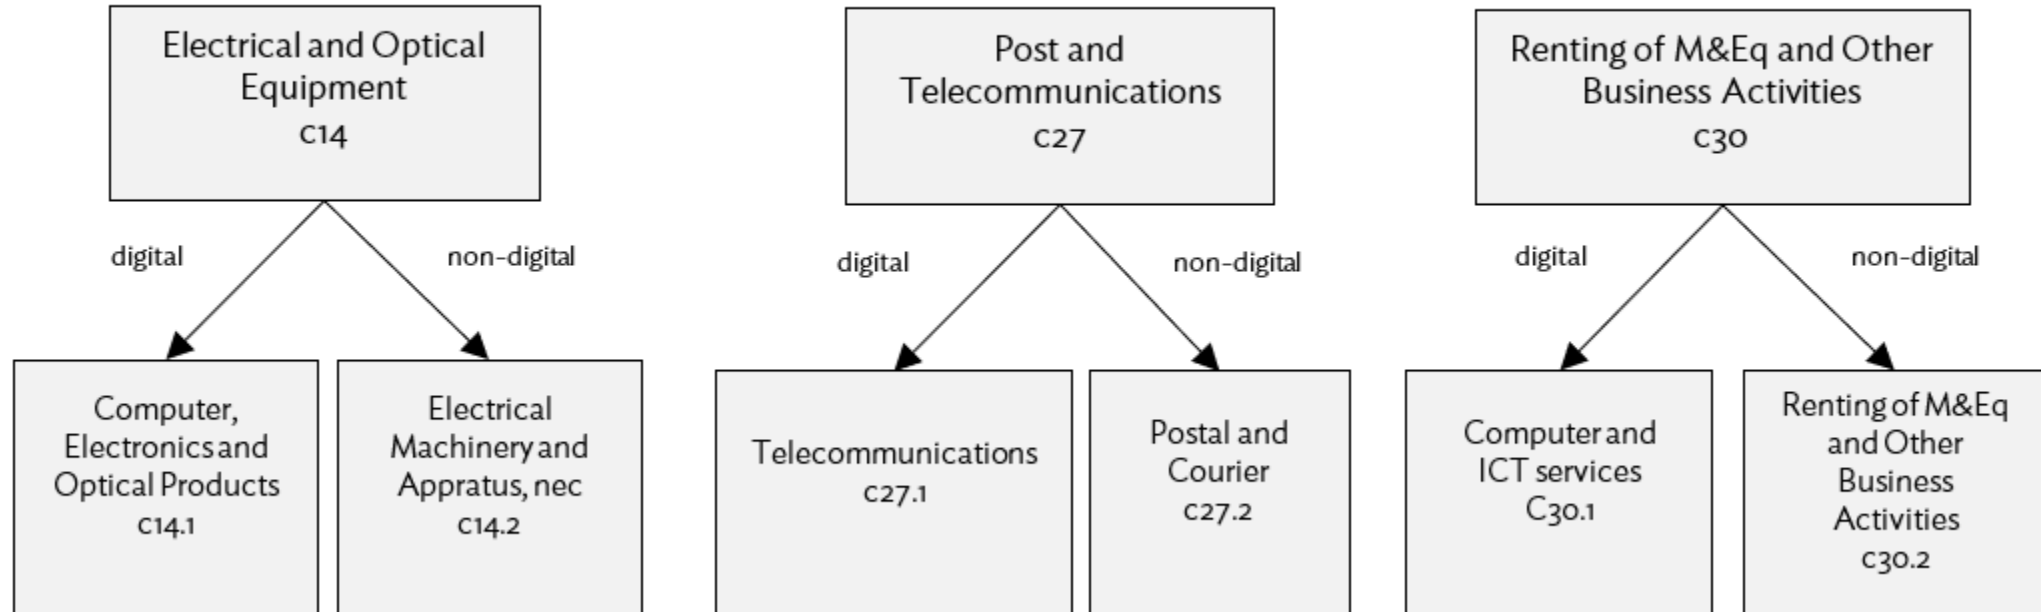 Electrical and Optical
Equipment
c14
Post and
Telecommunications
c27
Renting of M&Eq and Other
Business Activities
c30
digital
non-digital
digital
non-digital
digital
non-digital
Computer,
Electronics and
Optical Products
c14.1
Electrical
Machinery and
Appratus, nec
c14.2
Telecommunications
c27.1
Postal and
Courier
c27.2
Computer and
ICT services
C30.1
Renting of M&Eq
and Other
Business
Activities
c30.2